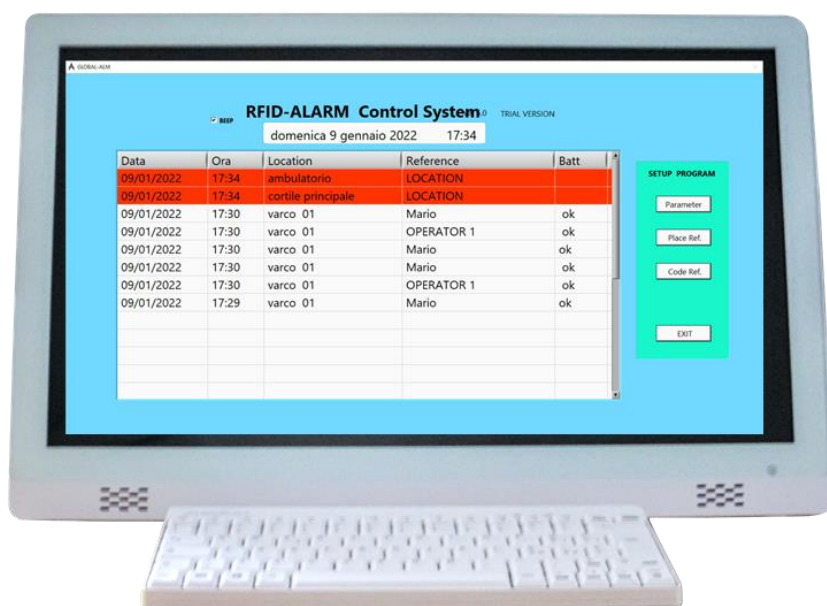 GLOBAL-ALM
BEEP
RFID-ALARM Control System
TRIAL VERSION
domenica 9 gennaio 2022 17:34
Data Ora Location Reference Batt
09/01/2022 17:34 ambulatorio LOCATION
09/01/2022 17:34 cortile principale LOCATION
09/01/2022 17:30 varco 01 Mario ok
09/01/2022 17:30 varco 01 OPERATOR 1 ok
09/01/2022 17:30 varco 01 Mario ok
09/01/2022 17:30 varco 01 Mario ok
09/01/2022 17:30 varco 01 OPERATOR 1 ok
09/01/2022 17:29 varco 01 Mario ok
SETUP PROGRAM
Parameter
Place Ref.
Code Ref.
EXIT